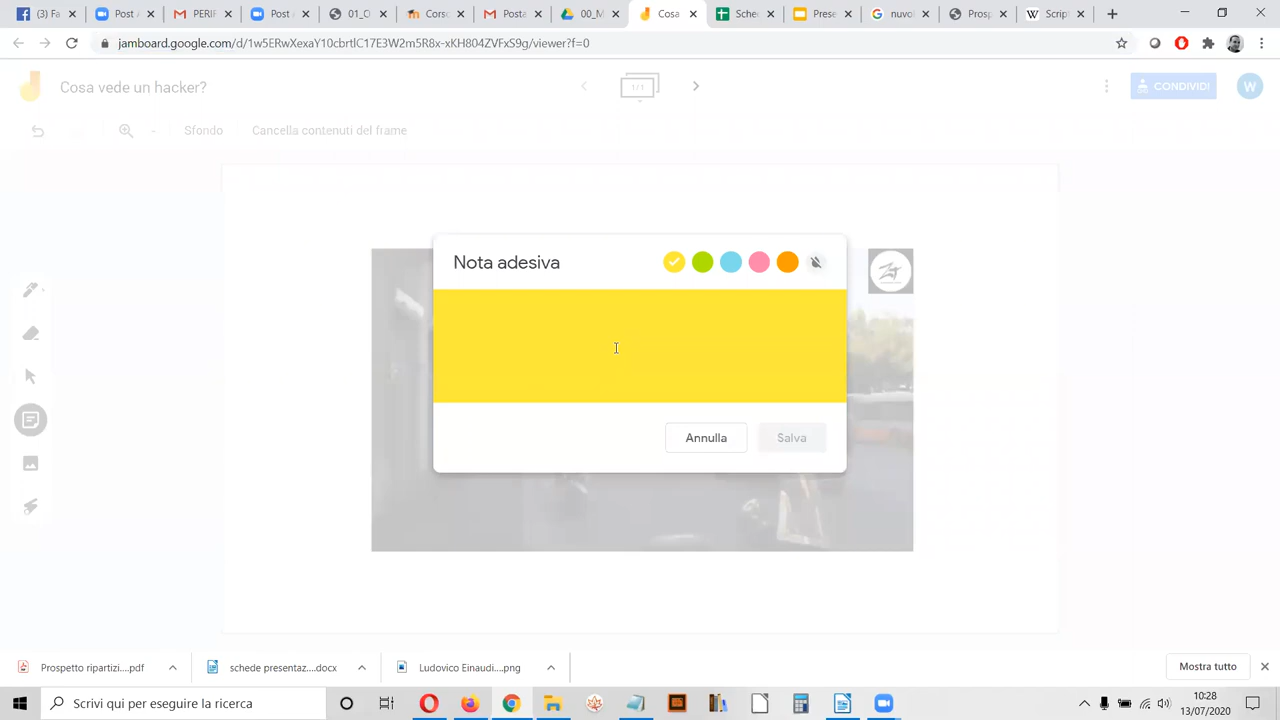 (3) Fa
Post A
PERIF
Post
01_C
Corso
Posta
00_M
Cosa
Sche
Prese
nuvol
Prosp
Script
jamboard.google.com/d/1w5ERwXexaY10cbrtlC17E3W2m5R8x-xKH804ZVFxS9g/viewer?f=0
Cosa vede un hacker?
1/1
CONDIVIDI
W
Sfondo
Cancella contenuti del frame
Nota adesiva
Annulla
Salva
Prospetto ripartizi....pdf
schede presentaz....docx
Ludovico Einaudi....png
Mostra tutto
Scrivi qui per eseguire la ricerca
10:28
13/07/2020